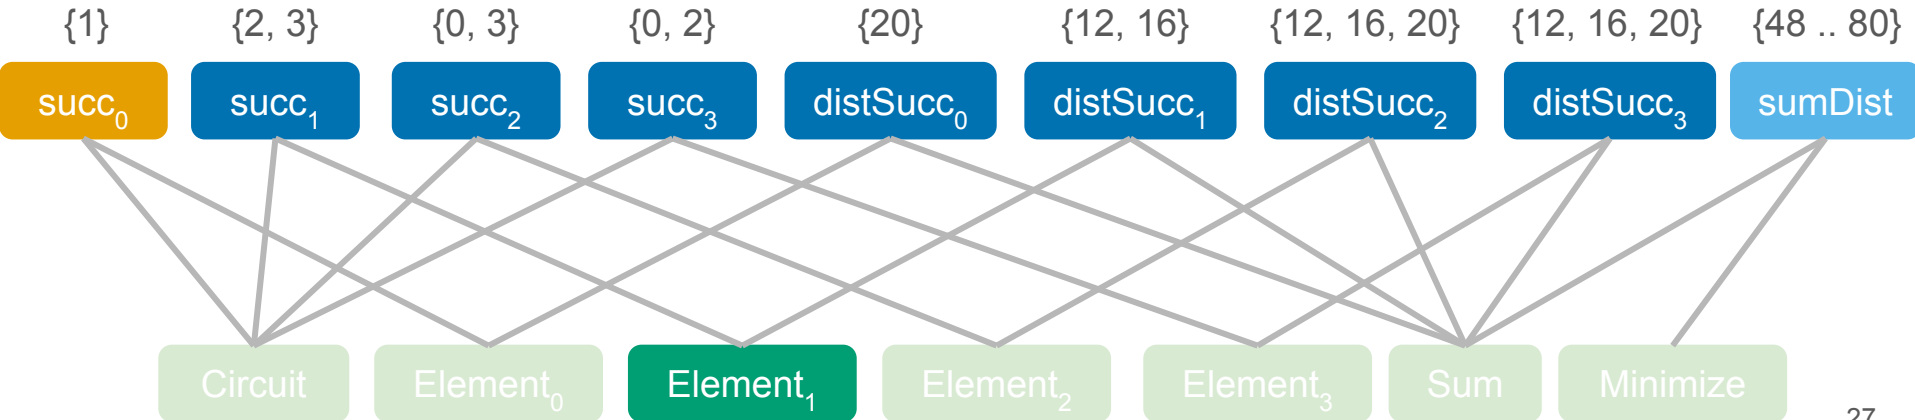 {1} {2, 3} {0, 3} {0, 2} {20} {12, 16} {12, 16, 20} {12, 16, 20} {48 .. 80}
succ₀ succ₁ succ₂ succ₃ distSucc₀ distSucc₁ distSucc₂ distSucc₃ sumDist
Circuit Element₀ Element₁ Element₂ Element₃ Sum Minimize
27